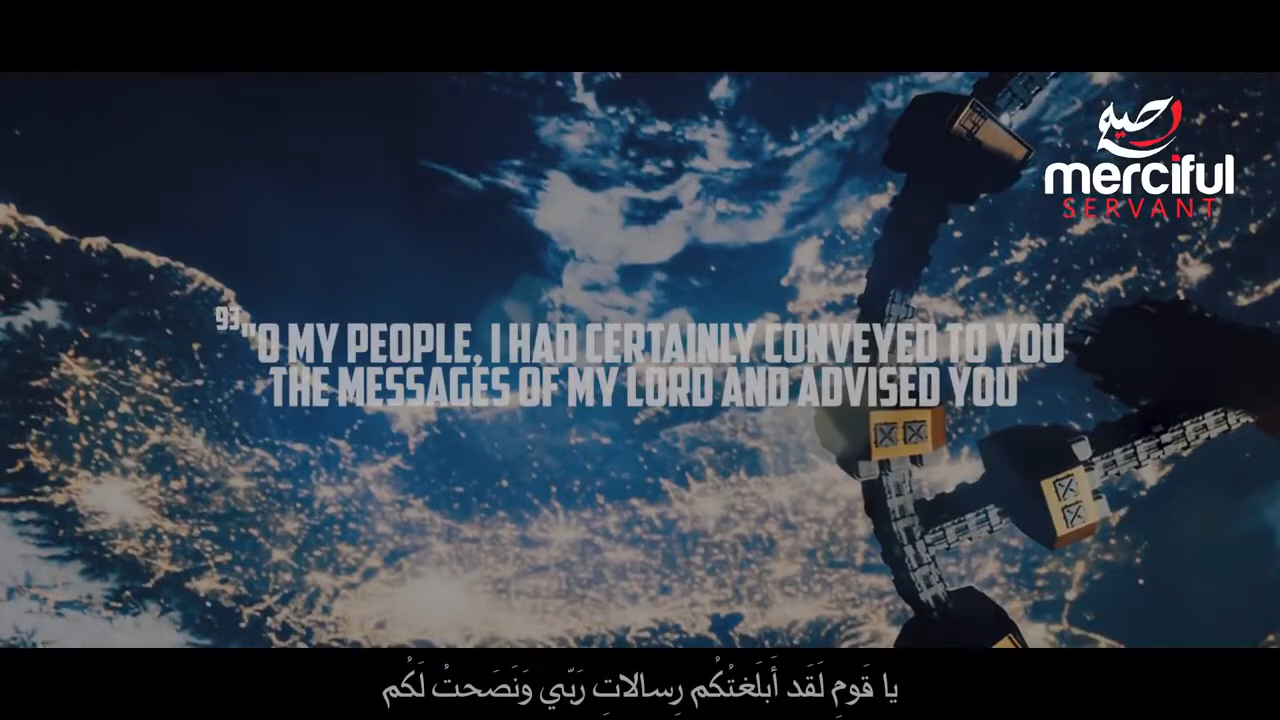 رحيم
merciful
SERVANT
93"O MY PEOPLE, I HAD CERTAINLY CONVEYED TO YOU
THE MESSAGES OF MY LORD AND ADVISED YOU
يا قَومِ لَقَد أَبلَغتُكُم رِسالاتِ رَبّي وَنَصَحتُ لَكُم